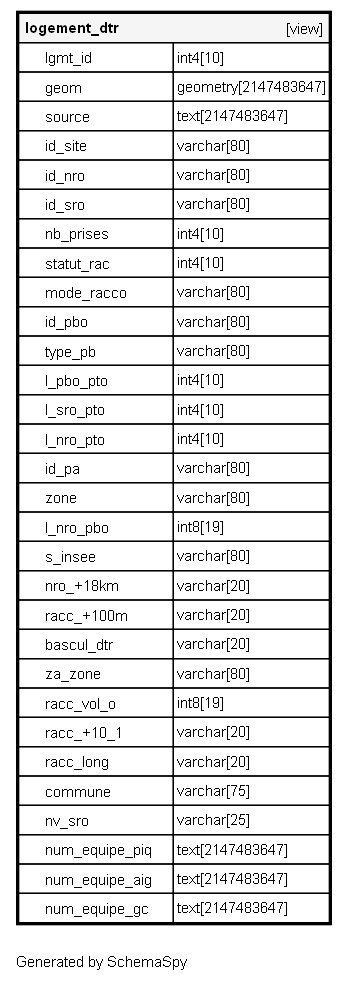 logement_dtr [view]
lgmt_id int4[10]
geom geometry[2147483647]
source text[2147483647]
id_site varchar[80]
id_nro varchar[80]
id_sro varchar[80]
nb_prises int4[10]
statut_rac int4[10]
mode_racco varchar[80]
id_pbo varchar[80]
type_pb varchar[80]
l_pbo_pto int4[10]
l_sro_pto int4[10]
l_nro_pto int4[10]
id_pa varchar[80]
zone varchar[80]
l_nro_pbo int8[19]
s_insee varchar[80]
nro_+18km varchar[20]
racc_+100m varchar[20]
bascul_dtr varchar[20]
za_zone varchar[80]
racc_vol_o int8[19]
racc_+10_1 varchar[20]
racc_long varchar[20]
commune varchar[75]
nv_sro varchar[25]
num_equipe_piq text[2147483647]
num_equipe_aig text[2147483647]
num_equipe_gc text[2147483647]
Generated by SchemaSpy